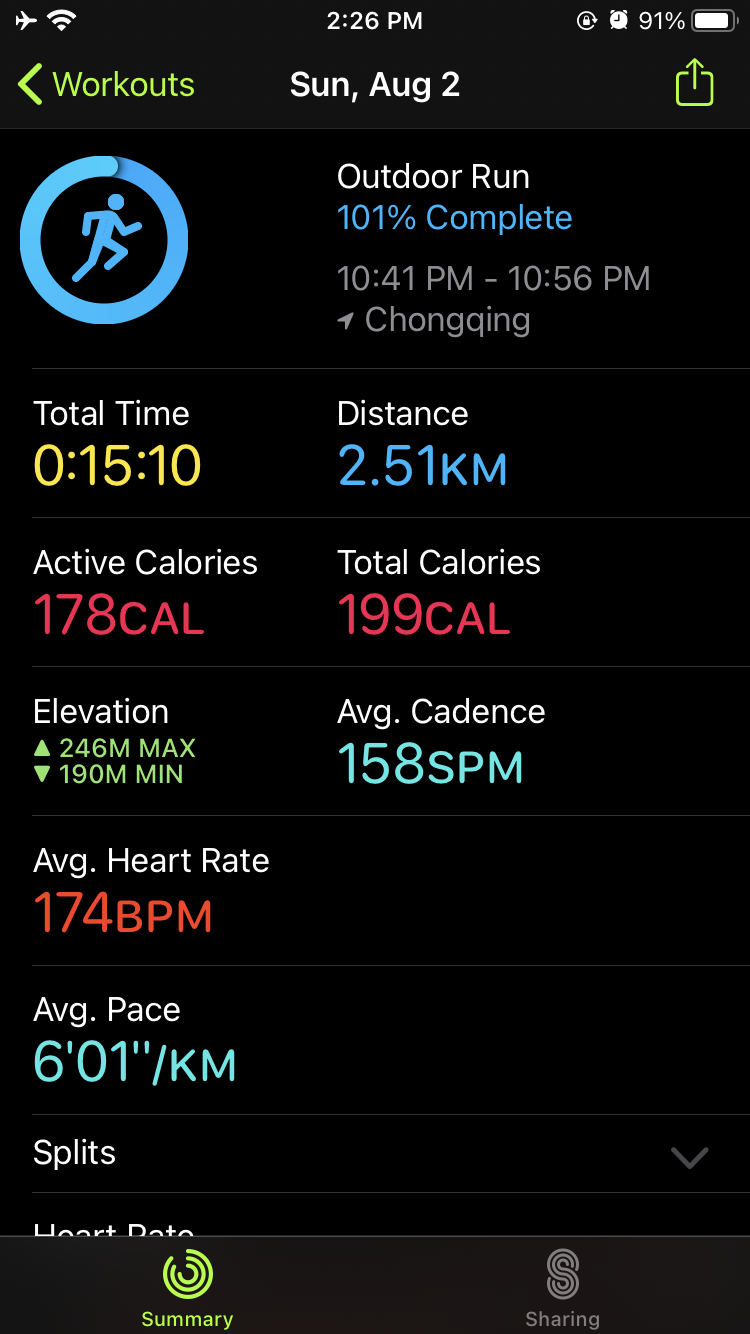 2:26 PM
91%
Workouts
Sun, Aug 2
Outdoor Run
101% Complete
10:41 PM - 10:56 PM
Chongqing
Total Time
0:15:10
Distance
2.51KM
Active Calories
178CAL
Total Calories
199CAL
Elevation
246M MAX
190M MIN
Avg. Cadence
158SPM
Avg. Heart Rate
174BPM
Avg. Pace
6'01''/KM
Splits
Heart Rate
Summary
Sharing